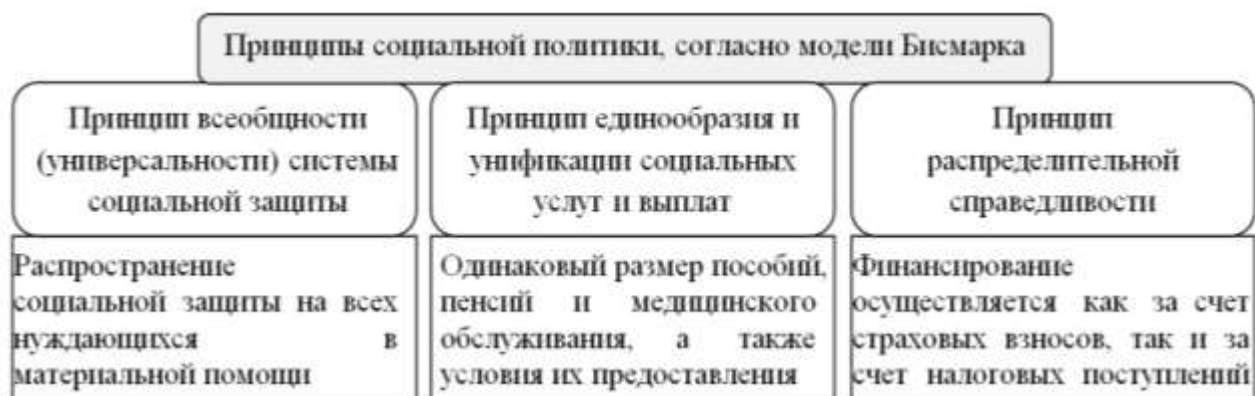 Принципы социальной политики, согласно модели Бисмарка
Принцип всеобщности
(универсальности) системы
социальной защиты
Принцип единообразия и
унификации социальных
услуг и выплат
Принцип
распределительной
справедливости
Распространение
социальной защиты на всех
нуждающихся в
материальной помощи
Одинаковый размер пособий,
пенсий и медицинского
обслуживания, а также
условия их предоставления
Финансирование
осуществляется как за счет
страховых взносов, так и за
счет налоговых поступлений